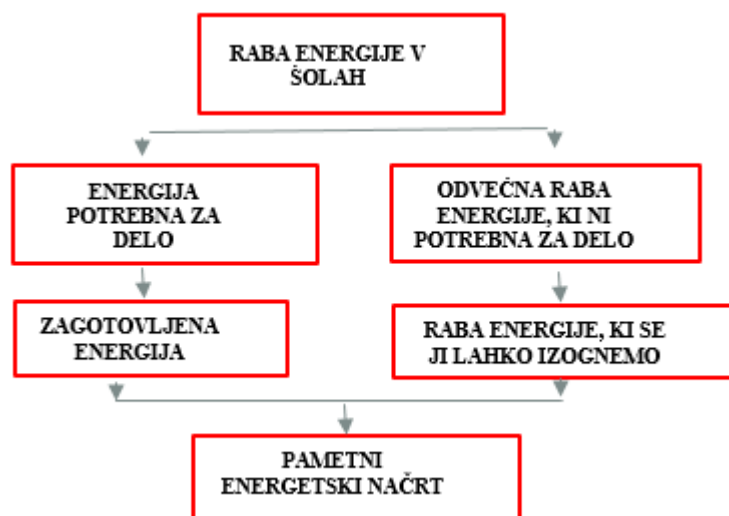 RABA ENERGIJE V
ŠOLAH
ENERGIJA
POTREBNA ZA
DELO
ODVEČNA RABA
ENERGIJE, KI NI
POTREBNA ZA DELO
ZAGOTOVLJENA
ENERGIJA
RABA ENERGIJE, KI SE
JI LAHKO IZOGNEMO
PAMETNI
ENERGETSKI NAČRT